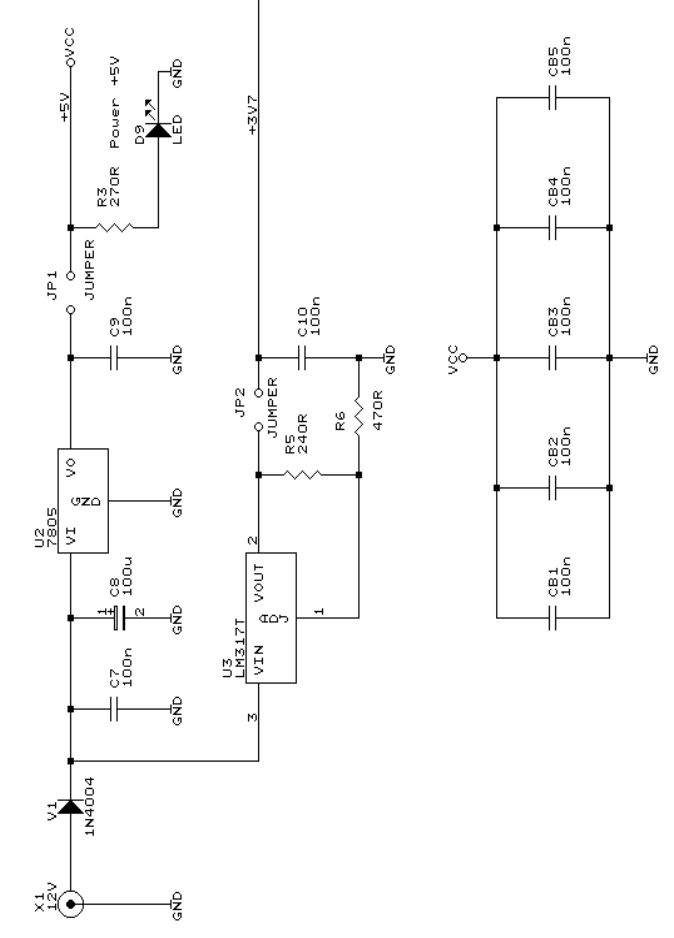 VCC
+5V
Power +5V
GND
D9
LED
R3
270R
JP1
JUMPER
C9
100n
GND
U2
7805
VO
GND
VI
GND
C8
100u
1
+
2
GND
C7
100n
GND
V1
1N4004
X1
12V
GND
+3V7
C10
100n
GND
JP2
JUMPER
R5
240R
R6
470R
2
U3
LM317T
VOUT
ADJ
VIN
1
3
CB5
100n
CB4
100n
VCC
CB3
100n
GND
CB2
100n
CB1
100n